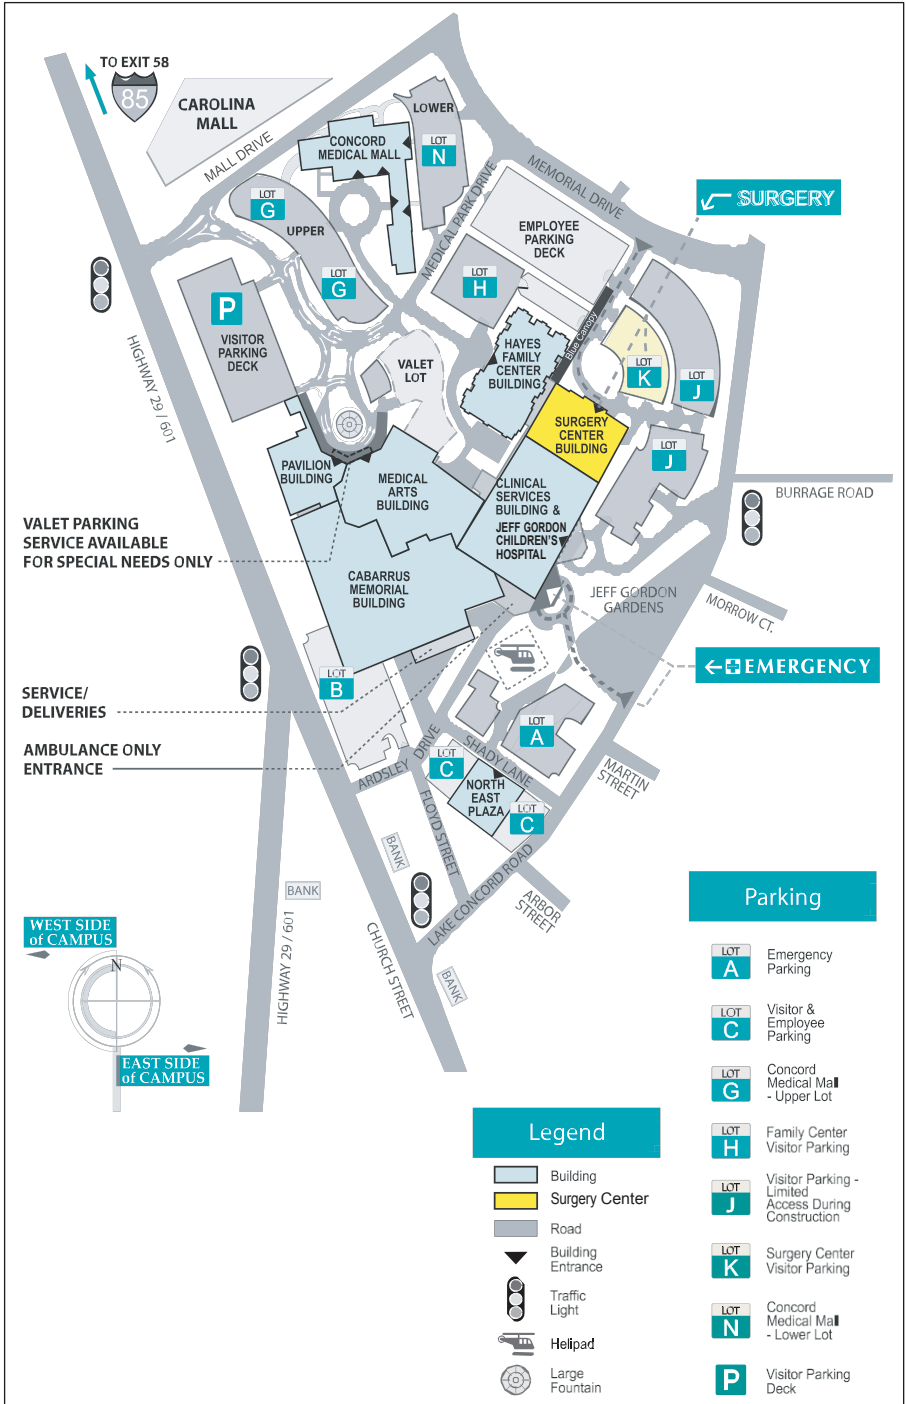 TO EXIT 58
85
CAROLINA
MALL
MALL DRIVE
CONCORD
MEDICAL MALL
LOWER
LOT
N
MEMORIAL DRIVE
SURGERY
LOT
G
UPPER
LOT
G
MEDICAL PARK DRIVE
EMPLOYEE
PARKING
DECK
LOT
H
P
VISITOR
PARKING
DECK
HIGHWAY 29 / 601
VALET
LOT
HAYES
FAMILY
CENTER
BUILDING
Blue Canopy
LOT
K
LOT
J
SURGERY
CENTER
BUILDING
LOT
J
PAVILION
BUILDING
MEDICAL
ARTS
BUILDING
CLINICAL
SERVICES
BUILDING &
JEFF GORDON
CHILDREN'S
HOSPITAL
BURRAGE ROAD
VALET PARKING
SERVICE AVAILABLE
FOR SPECIAL NEEDS ONLY
CABARRUS
MEMORIAL
BUILDING
JEFF GORDON
GARDENS
MORROW CT.
EMERGENCY
LOT
B
SERVICE/
DELIVERIES
AMBULANCE ONLY
ENTRANCE
ARDSLEY DRIVE
LOT
A
SHADY LANE
LOT
C
NORTH
EAST
PLAZA
LOT
C
MARTIN
STREET
FLOYD STREET
BANK
BANK
LAKE CONCORD ROAD
ARBOR
STREET
HIGHWAY 29 / 601
CHURCH STREET
BANK
WEST SIDE
of CAMPUS
N
EAST SIDE
of CAMPUS
Parking
LOT
A
Emergency
Parking
LOT
C
Visitor &
Employee
Parking
LOT
G
Concord
Medical Mall
- Upper Lot
LOT
H
Family Center
Visitor Parking
LOT
J
Visitor Parking -
Limited
Access During
Construction
LOT
K
Surgery Center
Visitor Parking
LOT
N
Concord
Medical Mall
- Lower Lot
P
Visitor Parking
Deck
Legend
Building
Surgery Center
Road
Building
Entrance
Traffic
Light
Helipad
Large
Fountain